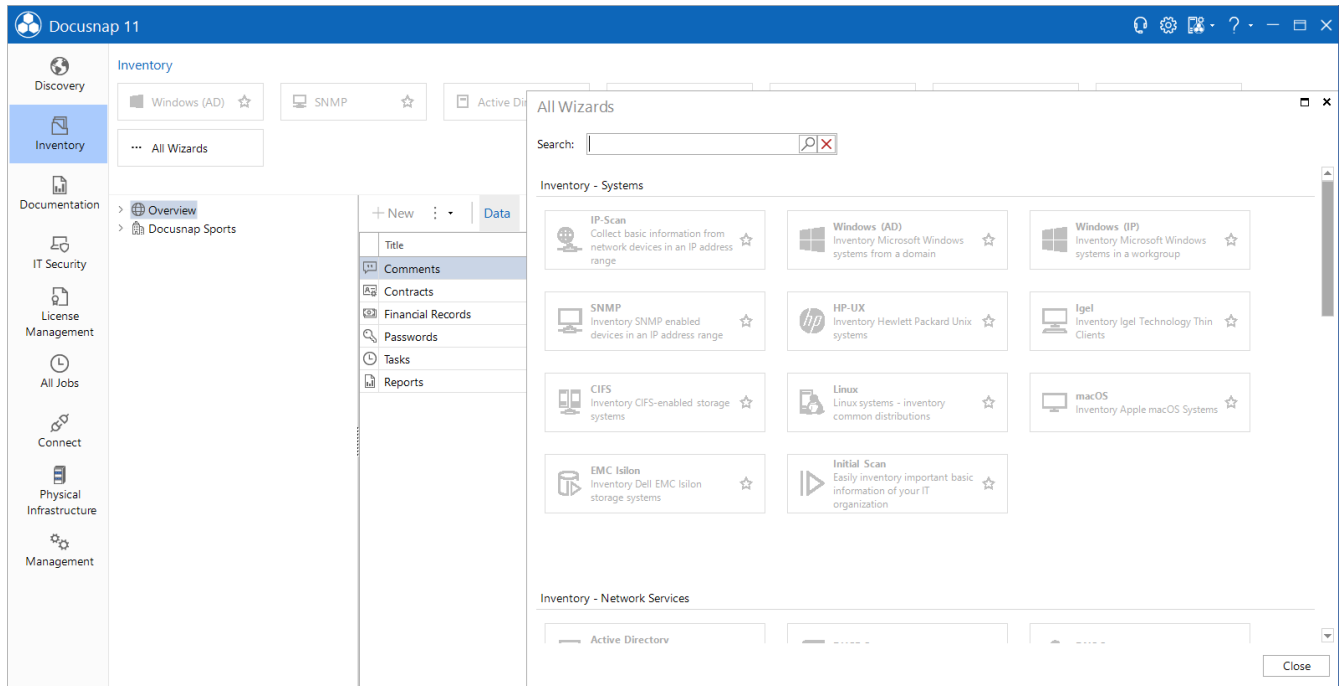 Docusnap 11
Discovery
Inventory
Documentation
IT Security
License
Management
All Jobs
Connect
Physical
Infrastructure
Management
Inventory
Windows (AD)
SNMP
Active Dir
··· All Wizards
Overview
Docusnap Sports
+ New
Data
Title
Comments
Contracts
Financial Records
Passwords
Tasks
Reports
All Wizards
Search:
Inventory - Systems
IP-Scan
Collect basic information from
network devices in an IP address
range
Windows (AD)
Inventory Microsoft Windows
systems from a domain
Windows (IP)
Inventory Microsoft Windows
systems in a workgroup
SNMP
Inventory SNMP enabled
devices in an IP address range
hp
HP-UX
Inventory Hewlett Packard Unix
systems
Igel
Inventory Igel Technology Thin
Clients
CIFS
Inventory CIFS-enabled storage
systems
Linux
Linux systems - inventory
common distributions
macOS
Inventory Apple macOS Systems
EMC Isilon
Inventory Dell EMC Isilon
storage systems
Initial Scan
Easily inventory important basic
information of your IT
organization
Inventory - Network Services
Active Directory
Close